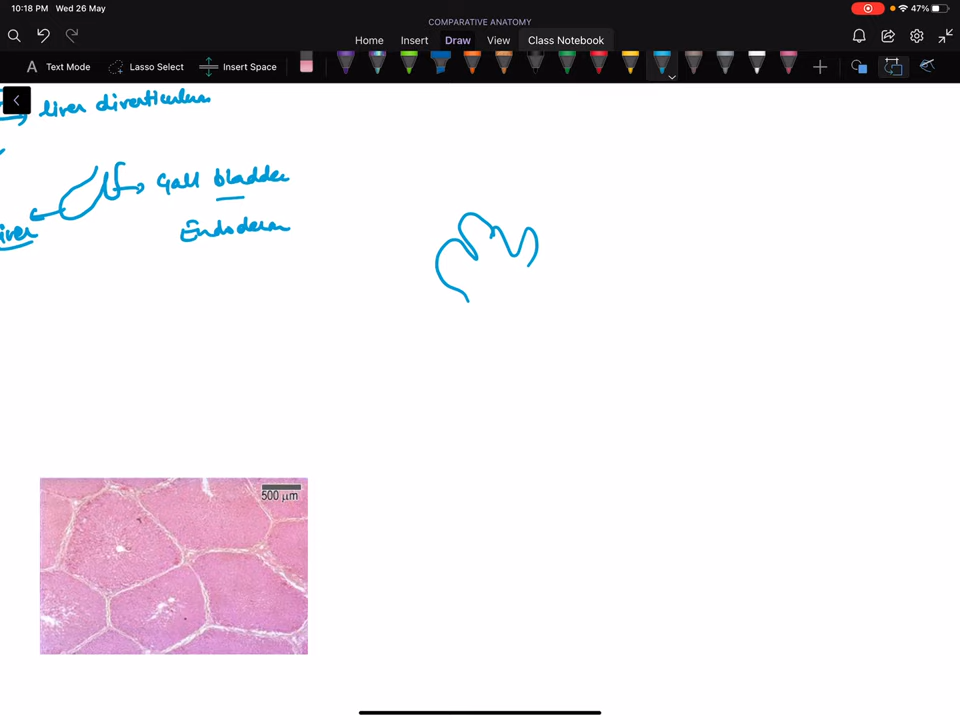 10:18 PM Wed 26 May
47%
COMPARATIVE ANATOMY
Home Insert Draw View Class Notebook
A Text Mode Lasso Select Insert Space
liver diverticulum
Gall bladder
Endoderm
500 μm